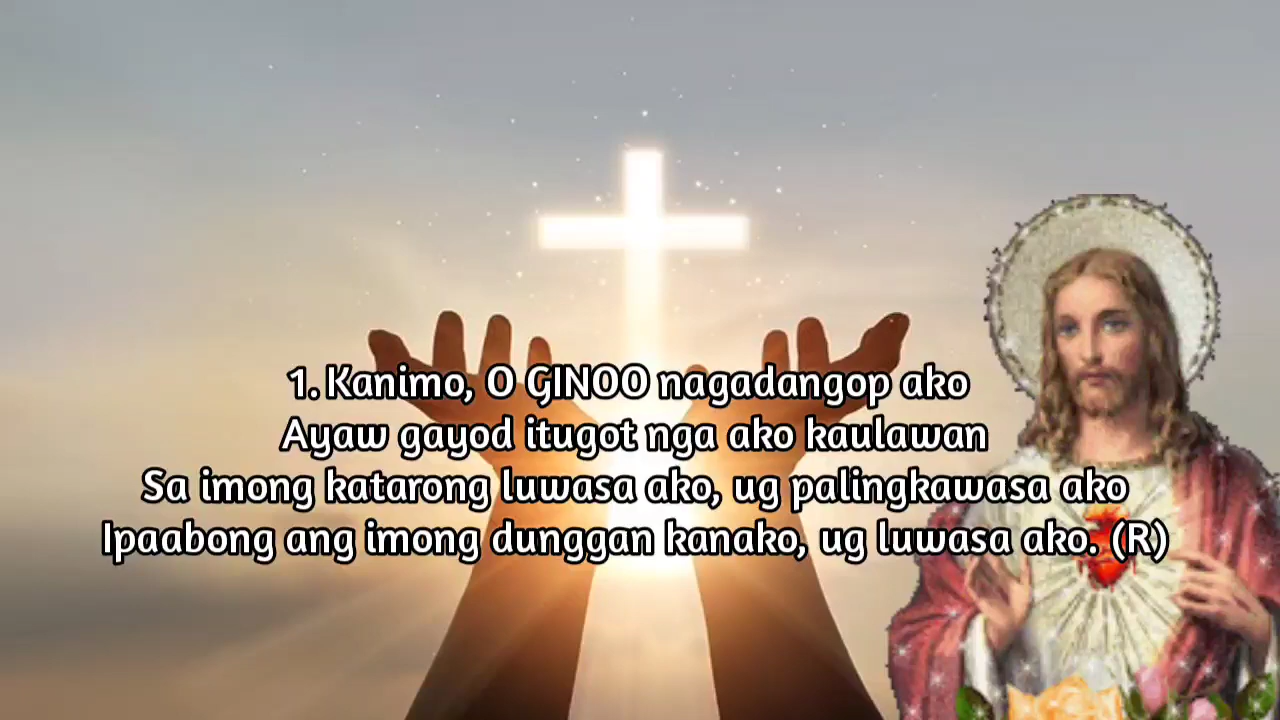 1. Kanimo, O GINOO nagadangop ako
Ayaw gayod itugot nga ako kaulawan
Sa imong katarong luwasa ako, ug palingkawasa ako
Ipaabong ang imong dunggan kanako, ug luwasa ako. (R)